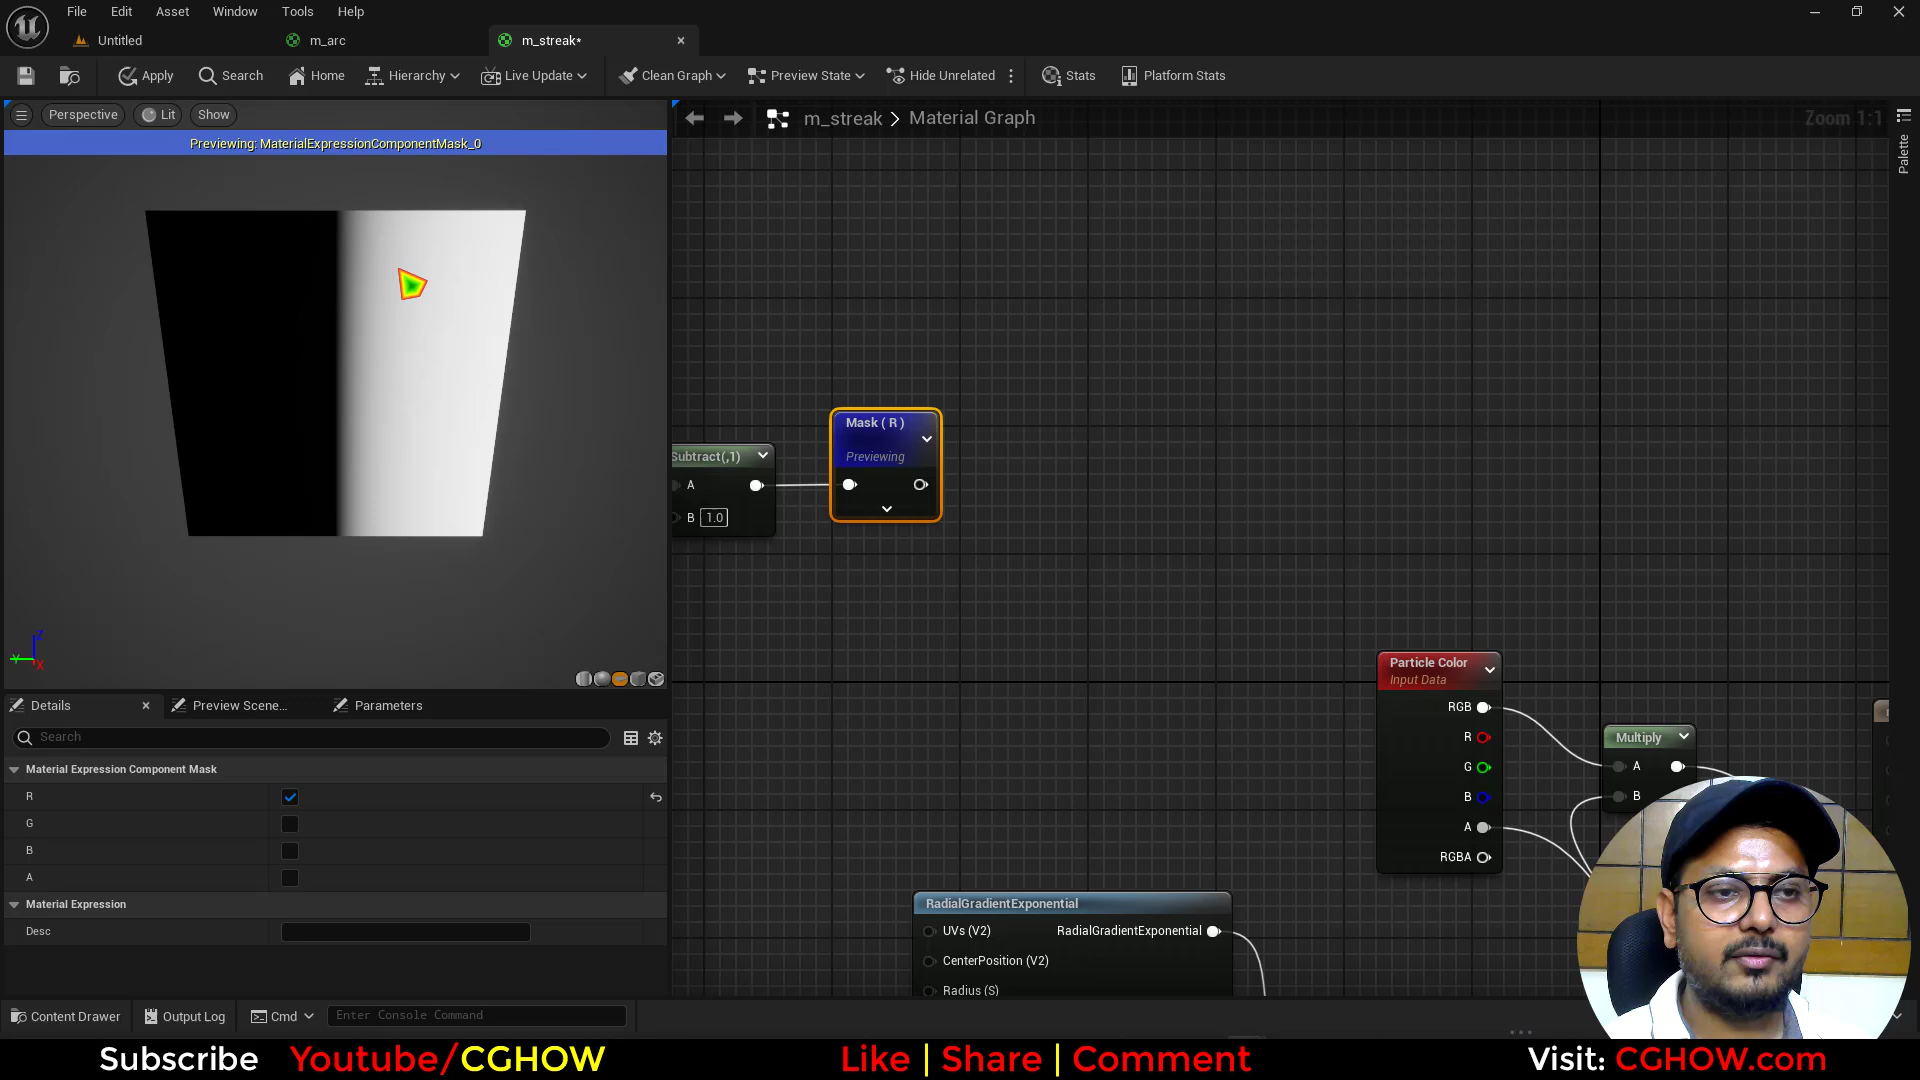 File Edit Asset Window Tools Help
Untitled m_arc m_streak*
Apply Search Home Hierarchy Live Update Clean Graph Preview State Hide Unrelated Stats Platform Stats
Perspective Lit Show
Previewing: MaterialExpressionComponentMask_0
m_streak > Material Graph
Zoom 1:1
Palette
Mask ( R )
Previewing
Subtract(,1)
A
B 1.0
Particle Color
Input Data
RGB
R
G
B
A
RGBA
Multiply
A
B
RadialGradientExponential
UVs (V2) RadialGradientExponential
CenterPosition (V2)
Radius (S)
Z
Y
X
Details Preview Scene... Parameters
Search
Material Expression Component Mask
R
G
B
A
Material Expression
Desc
Content Drawer Output Log Cmd Enter Console Command
Subscribe Youtube/CGHOW Like | Share | Comment Visit: CGHOW.com